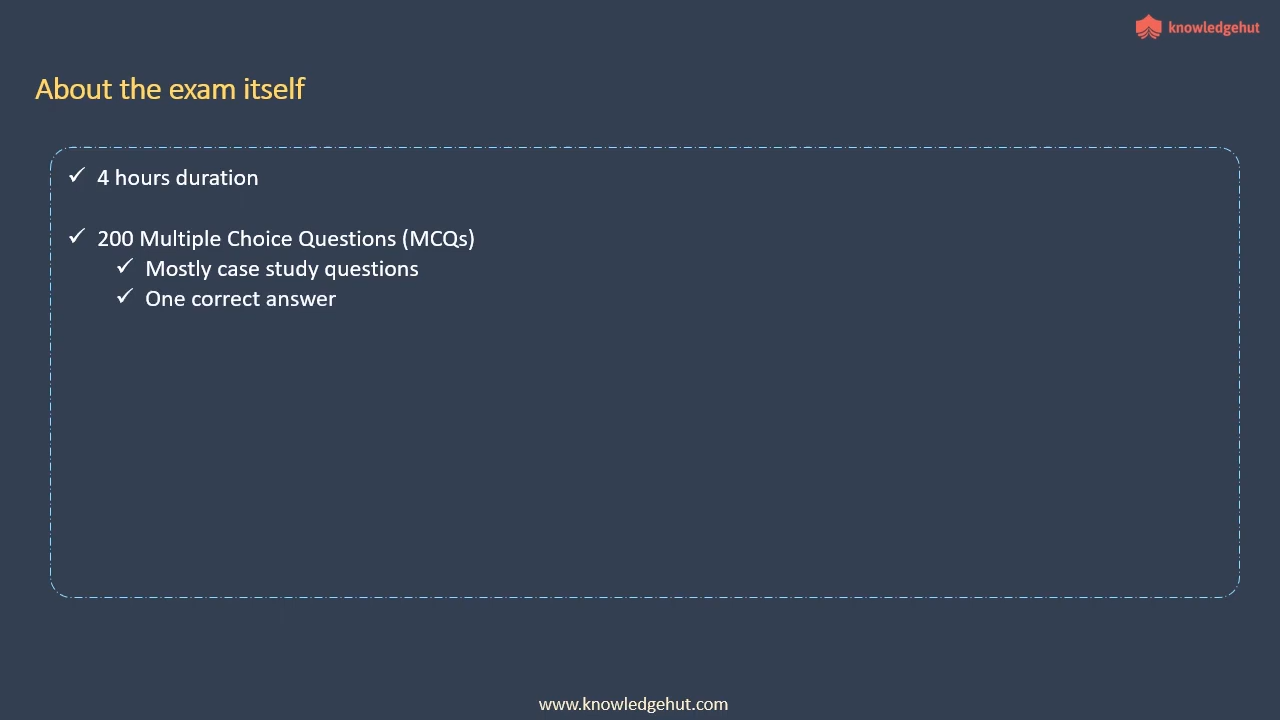 knowledgehut
About the exam itself
✓ 4 hours duration
✓ 200 Multiple Choice Questions (MCQs)
✓ Mostly case study questions
✓ One correct answer
www.knowledgehut.com